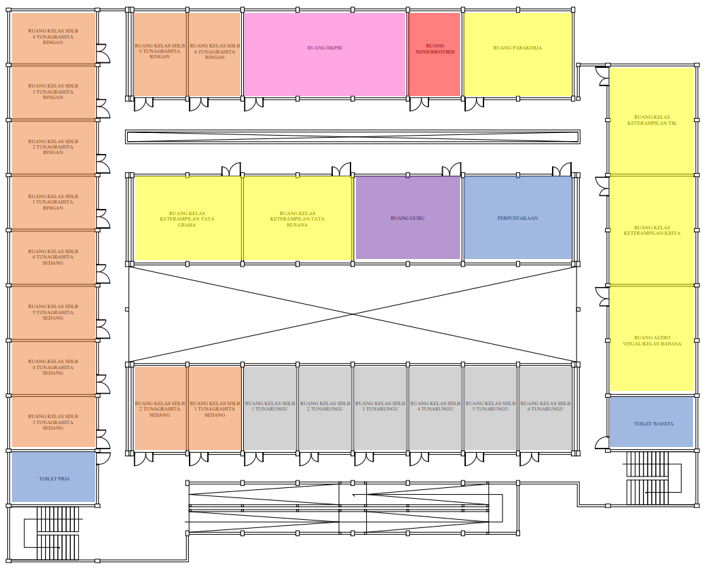 RUANG KELAS SDLB
4 TUNAGRAHITA
RINGAN
RUANG KELAS SDLB
5 TUNAGRAHITA
RINGAN
RUANG KELAS SDLB
6 TUNAGRAHITA
RINGAN
RUANG BKPBI
RUANG
SENSOMOTORIS
RUANG PARAKERJA
RUANG KELAS SDLB
3 TUNAGRAHITA
RINGAN
RUANG KELAS
KETERAMPILAN TIK
RUANG KELAS SDLB
2 TUNAGRAHITA
RINGAN
RUANG KELAS SDLB
1 TUNAGRAHITA
RINGAN
RUANG KELAS
KETERAMPILAN TATA
GRAHA
RUANG KELAS
KETERAMPILAN TATA
BUSANA
RUANG GURU
PERPUSTAKAAN
RUANG KELAS
KETERAMPILAN KRIYA
RUANG KELAS SDLB
6 TUNAGRAHITA
SEDANG
RUANG KELAS SDLB
5 TUNAGRAHITA
SEDANG
RUANG AUDIO
VISUAL/KELAS BAHASA
RUANG KELAS SDLB
4 TUNAGRAHITA
SEDANG
RUANG KELAS SDLB
3 TUNAGRAHITA
SEDANG
RUANG KELAS SDLB
2 TUNAGRAHITA
SEDANG
RUANG KELAS SDLB
1 TUNAGRAHITA
SEDANG
RUANG KELAS SDLB
1 TUNARUNGU
RUANG KELAS SDLB
2 TUNARUNGU
RUANG KELAS SDLB
3 TUNARUNGU
RUANG KELAS SDLB
4 TUNARUNGU
RUANG KELAS SDLB
5 TUNARUNGU
RUANG KELAS SDLB
6 TUNARUNGU
TOILET WANITA
TOILET PRIA